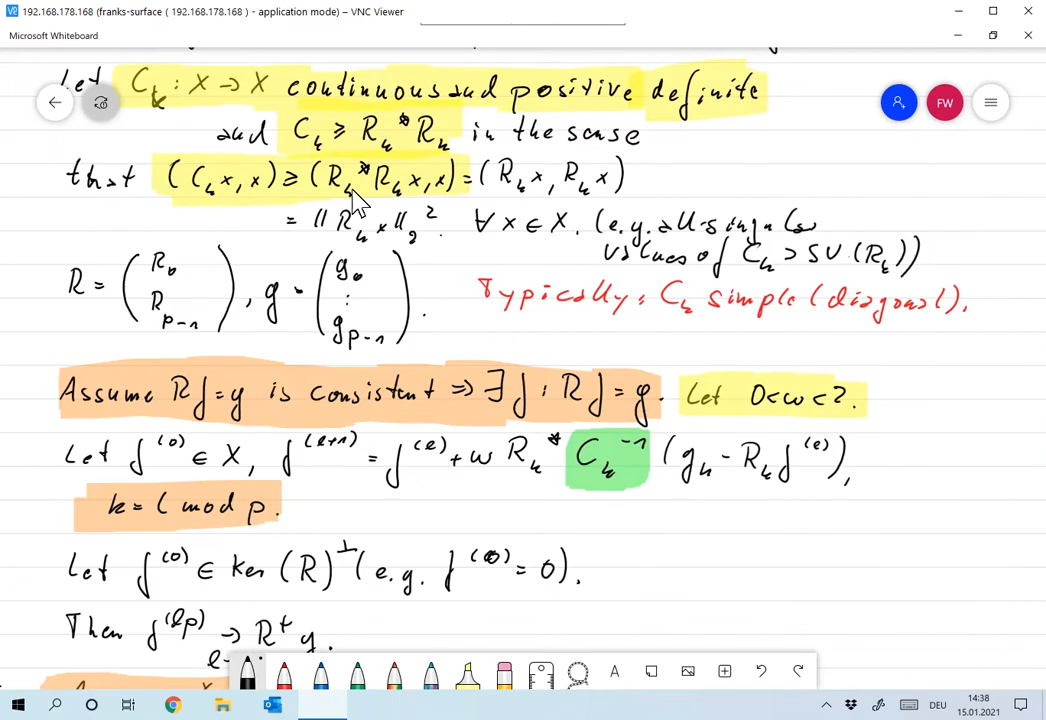 192.168.178.168 (franks-surface ( 192.168.178.168 ) - application mode) – VNC Viewer
Microsoft Whiteboard
Let C_k : X → X continuous and positive definite
and C_k ≥ R_k^* R_k in the sense
that (C_k x, x) ≥ (R_k^* R_k x, x) = (R_k x, R_k x)
= || R_k x ||_2^2. ∀ x ∈ X. (e.g. all singular
values of C_k > SV (R_k))
R = ( R_0 R_{p-1} ), g = ( g_0 : g_{p-1} ).
Typically: C_k simple (diagonal).
Assume R f = g is consistent ⇒ ∃ f : R f = g. Let 0 < ω < 2.
Let f^{(0)} ∈ X, f^{(l+1)} = f^{(l)} + ω R_k^* C_k^{-1} (g_k - R_k f^{(l)}),
k = l mod p.
Let f^{(0)} ∈ Ker (R)^⊥ (e.g. f^{(0)} = 0).
Then f^{(lp)} → R^+ g.
FW
A
DEU
14:38
15.01.2021